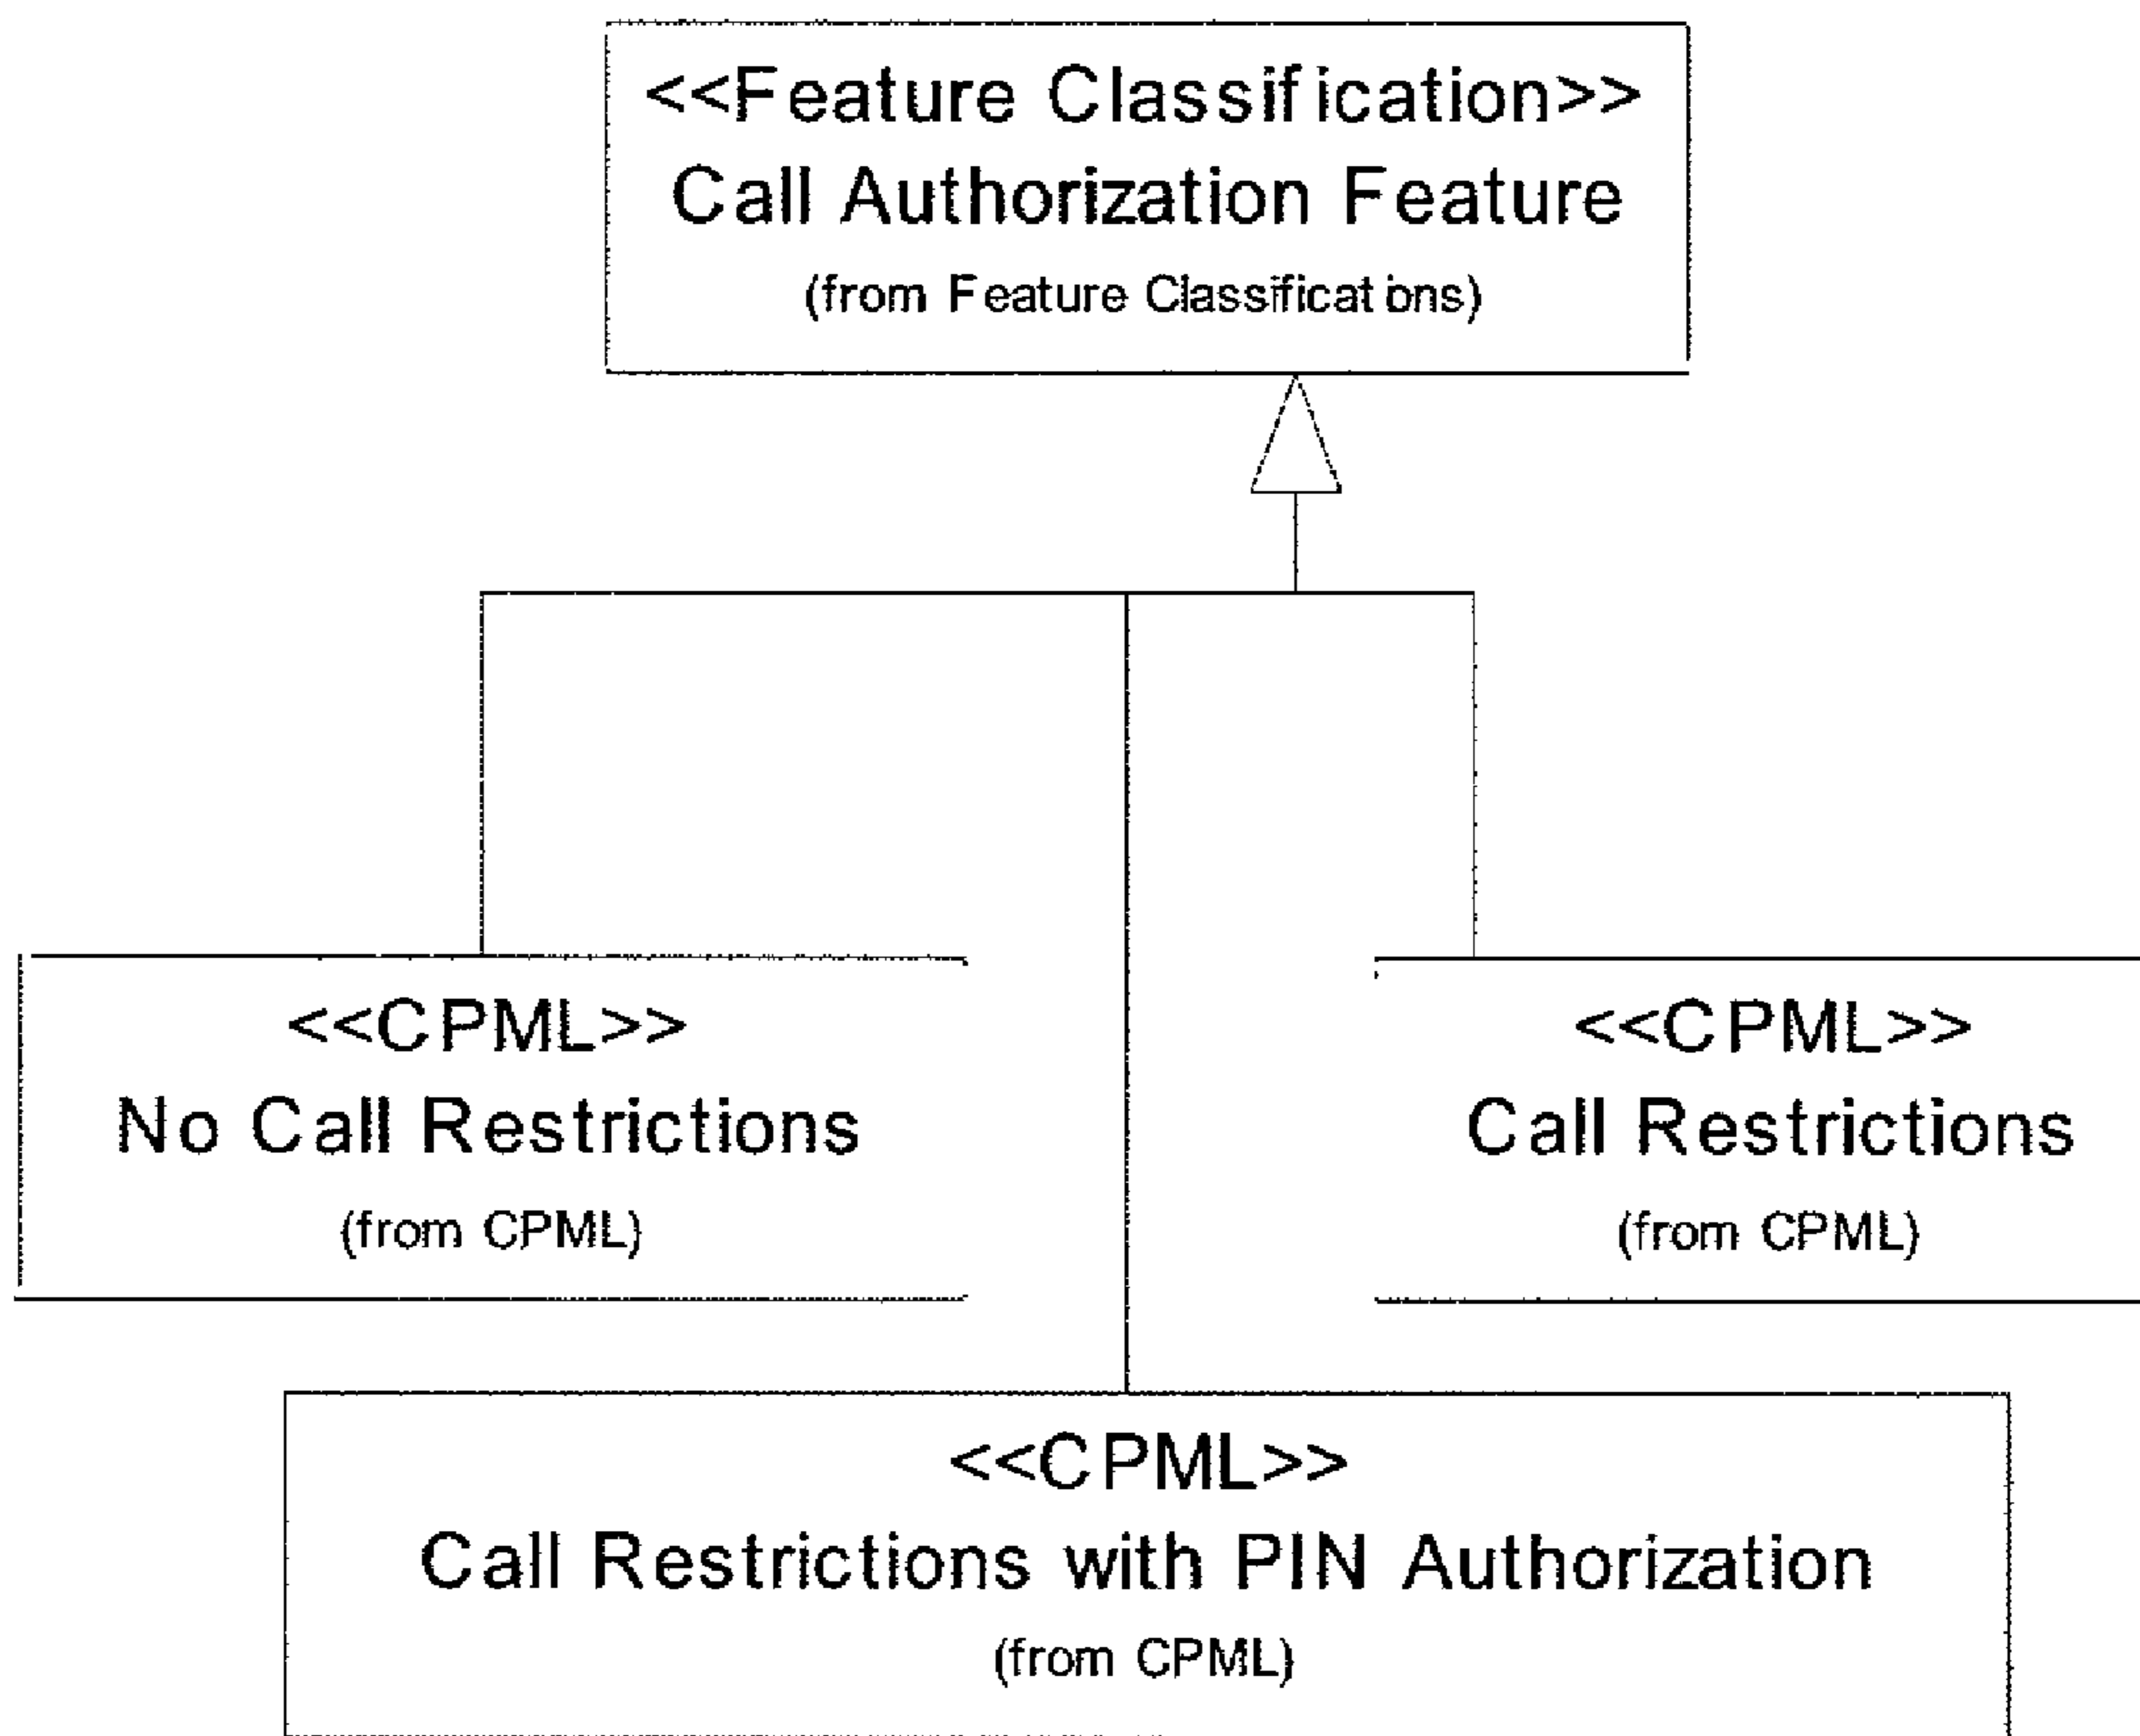 <<Feature Classification>>
Call Authorization Feature
(from Feature Classifications)
<<CPML>>
No Call Restrictions
(from CPML)
<<CPML>>
Call Restrictions
(from CPML)
<<CPML>>
Call Restrictions with PIN Authorization
(from CPML)